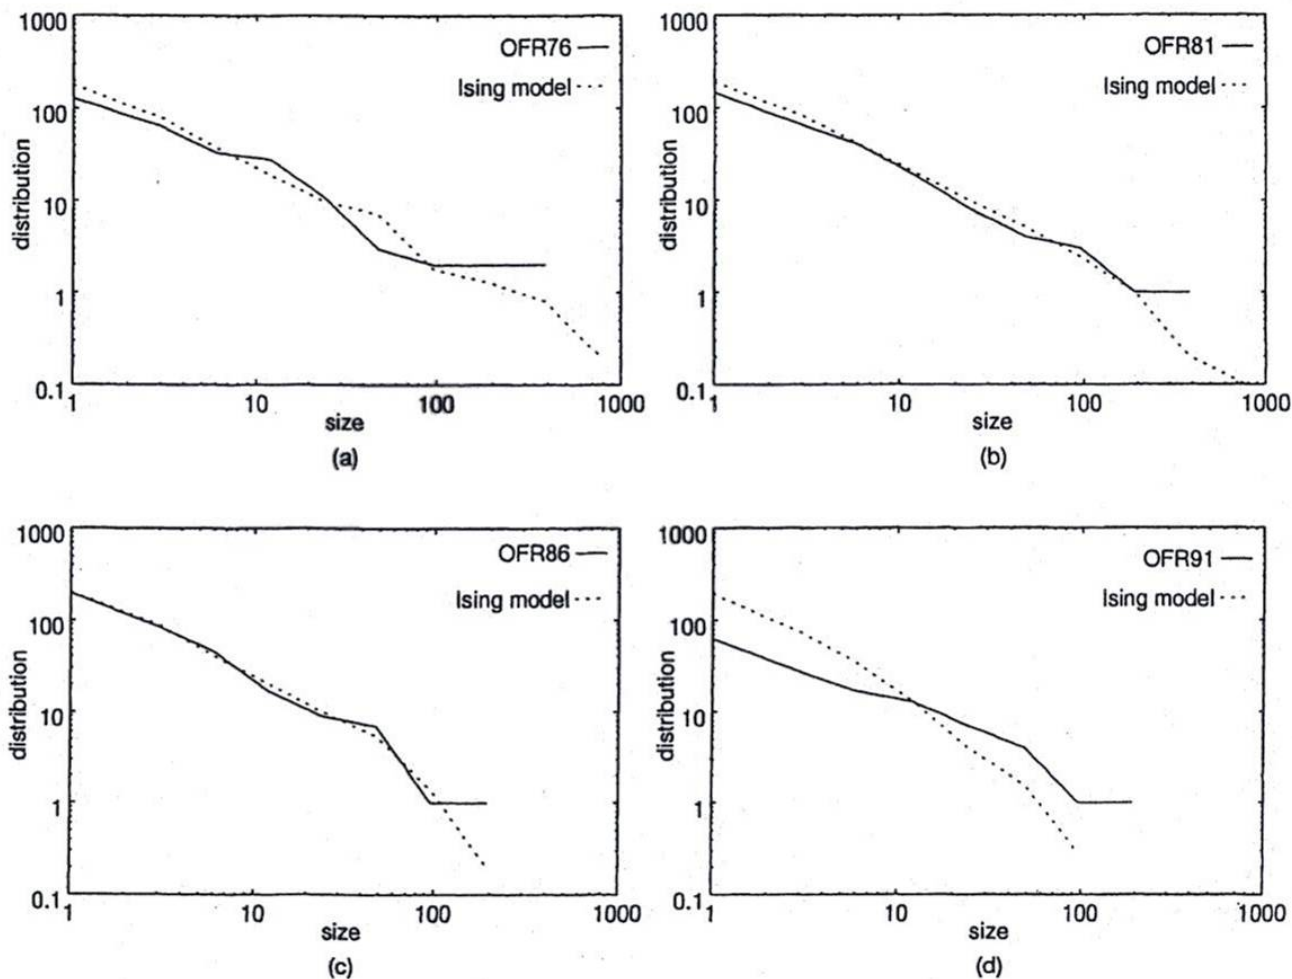 1000
OFR76
Ising model
100
distribution
10
1
0.1
1
10
100
1000
size
(a)
1000
OFR81
Ising model
100
distribution
10
1
0.1
1
10
100
1000
size
(b)
1000
OFR86
Ising model
100
distribution
10
1
0.1
1
10
100
1000
size
(c)
1000
OFR91
Ising model
100
distribution
10
1
0.1
1
10
100
1000
size
(d)